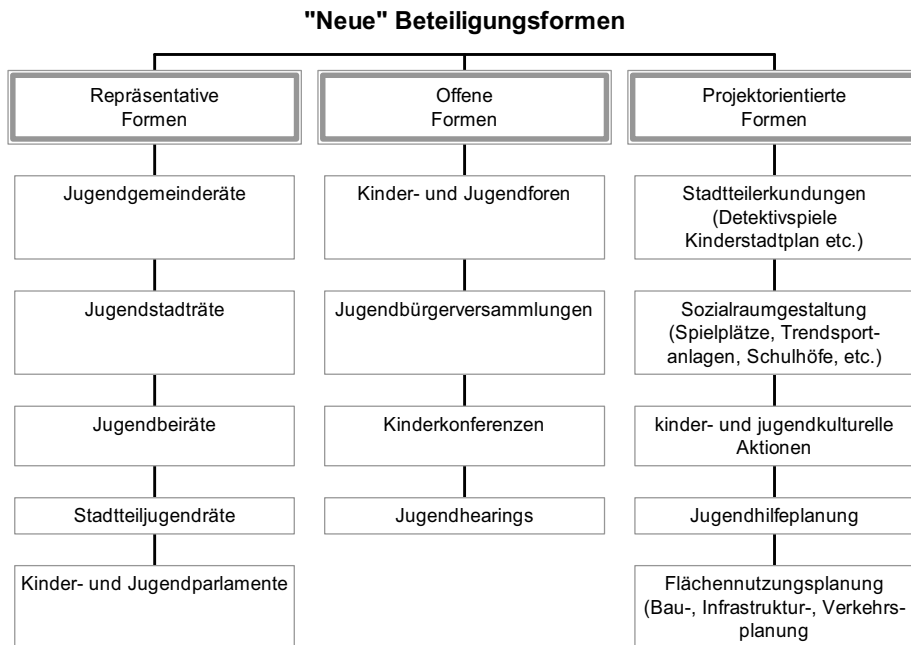 "Neue" Beteiligungsformen
Repräsentative
Formen
Jugendgemeinderäte
Jugendstadträte
Jugendbeiräte
Stadtteiljugendräte
Kinder- und Jugendparlamente
Offene
Formen
Kinder- und Jugendforen
Jugendbürgerversammlungen
Kinderkonferenzen
Jugendhearings
Projektorientierte
Formen
Stadtteilerkundungen
(Detektivspiele
Kinderstadtplan etc.)
Sozialraumgestaltung
(Spielplätze, Trendsport-
anlagen, Schulhöfe, etc.)
kinder- und jugendkulturelle
Aktionen
Jugendhilfeplanung
Flächennutzungsplanung
(Bau-, Infrastruktur-, Verkehrs-
planung